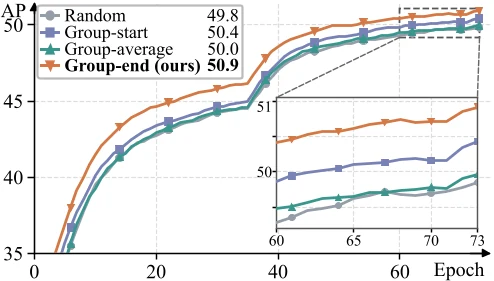 AP
50
45
40
35
Random 49.8
Group-start 50.4
Group-average 50.0
Group-end (ours) 50.9
51
50
60 65 70 73
0 20 40 60 Epoch